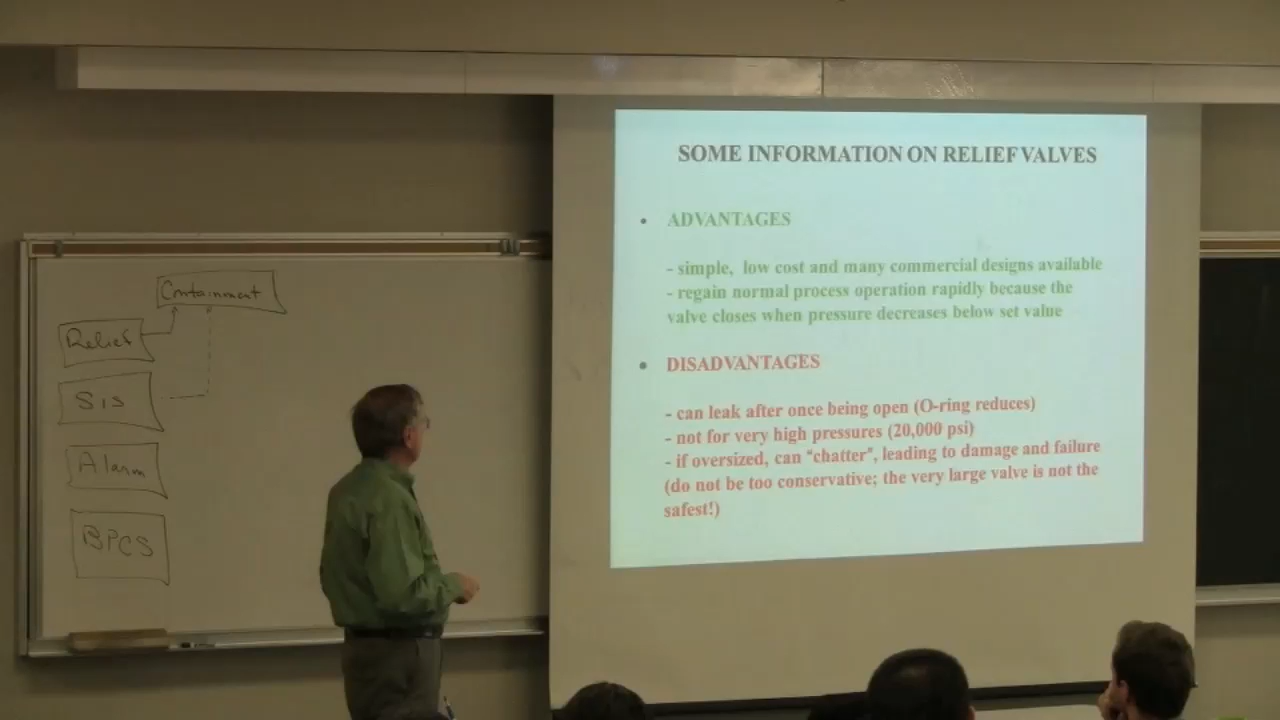 SOME INFORMATION ON RELIEF VALVES
• ADVANTAGES
- simple, low cost and many commercial designs available
- regain normal process operation rapidly because the
valve closes when pressure decreases below set value
• DISADVANTAGES
- can leak after once being open (O-ring reduces)
- not for very high pressures (20,000 psi)
- if oversized, can "chatter", leading to damage and failure
(do not be too conservative; the very large valve is not the
safest!)
Containment
Relief
SIS
Alarm
BPCS